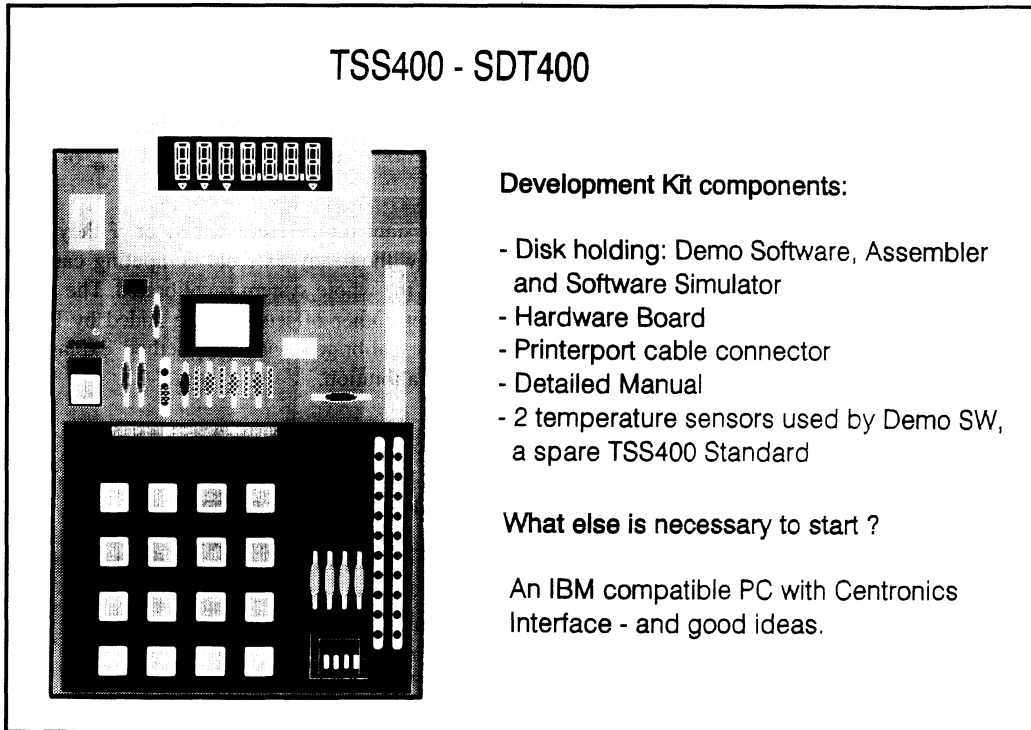 TSS400 - SDT400
Development Kit components:
- Disk holding: Demo Software, Assembler
and Software Simulator
- Hardware Board
- Printerport cable connector
- Detailed Manual
- 2 temperature sensors used by Demo SW,
a spare TSS400 Standard
What else is necessary to start ?
An IBM compatible PC with Centronics
Interface - and good ideas.